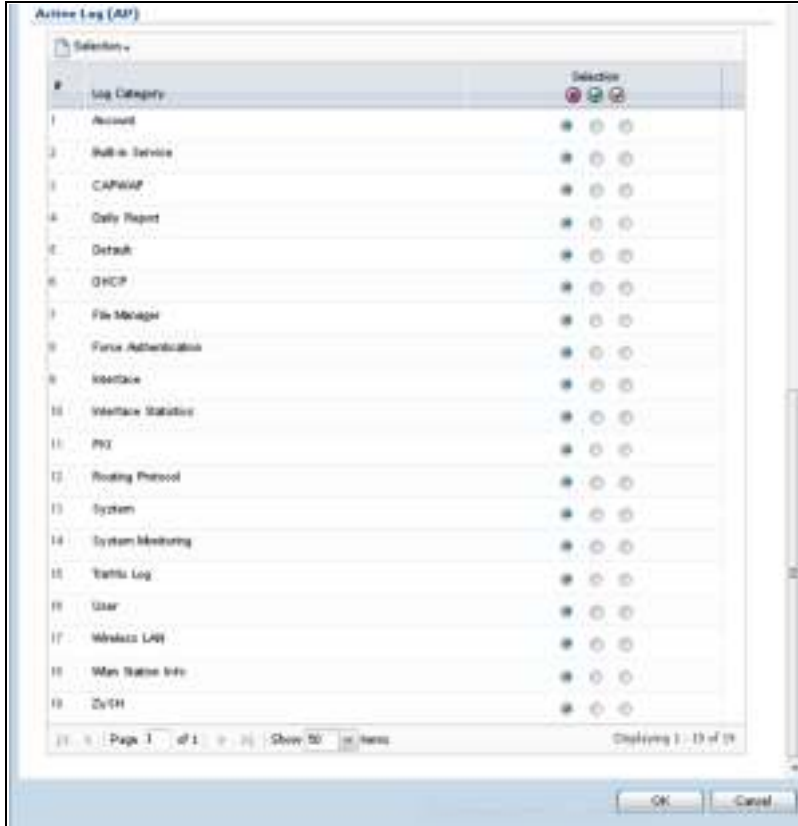 Active Log (AP)
Selection
# Log Category Selection
1 Account
2 Built-in Service
3 CAPWAP
4 Daily Report
5 Default
6 DHCP
7 File Manager
8 Force Authentication
9 Interface
10 Interface Statistics
11 PKI
12 Routing Protocol
13 System
14 System Monitoring
15 Traffic Log
16 User
17 Wireless LAN
18 Wlan Station Info
19 ZySH
Page 1 of 1 Show 50 items Displaying 1 - 19 of 19
OK Cancel